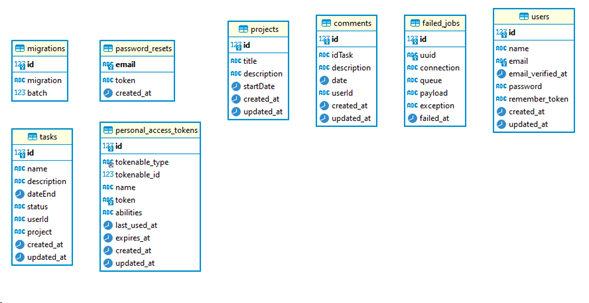 migrations
123 id
ABC migration
123 batch
password_resets
ABC email
ABC token
created_at
projects
123 id
ABC title
ABC description
startDate
created_at
updated_at
comments
123 id
ABC idTask
ABC description
date
ABC userId
created_at
updated_at
failed_jobs
123 id
ABC uuid
ABC connection
ABC queue
ABC payload
ABC exception
failed_at
users
123 id
ABC name
ABC email
email_verified_at
ABC password
ABC remember_token
created_at
updated_at
tasks
123 id
ABC name
ABC description
dateEnd
ABC status
ABC userId
ABC project
created_at
updated_at
personal_access_tokens
123 id
ABC tokenable_type
123 tokenable_id
ABC name
ABC token
ABC abilities
last_used_at
expires_at
created_at
updated_at